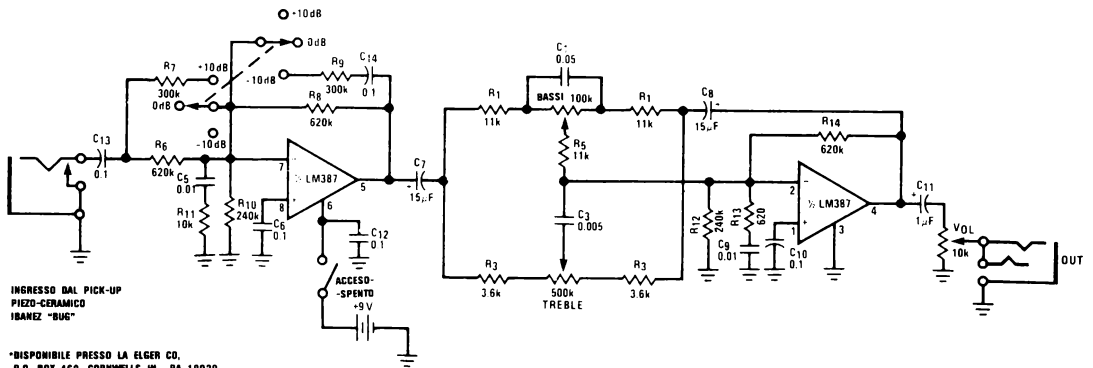 +10dB
0dB
-10dB
R7
300k
+10dB
0dB
-10dB
R9
300k
C14
0.1
R8
620k
C13
0.1
R6
620k
C5
0.01
R11
10k
R10
240k
7
8
½ LM387
5
6
C6
0.1
C12
0.1
ACCESO-
-SPENTO
+9V
C7
+
15µF
R1
11k
C1
0.05
BASSI 100k
R1
11k
R5
11k
C3
0.005
R3
3.6k
500k
TREBLE
R3
3.6k
C8
15µF
+
R14
620k
R12
240k
R13
620
C9
0.01
C10
0.1
2
1
½ LM387
4
3
C11
+
1µF
VOL
10k
OUT
INGRESSO DAL PICK-UP
PIEZO-CERAMICO
IBANEZ "BUG"
*DISPONIBILE PRESSO LA ELGER CO,